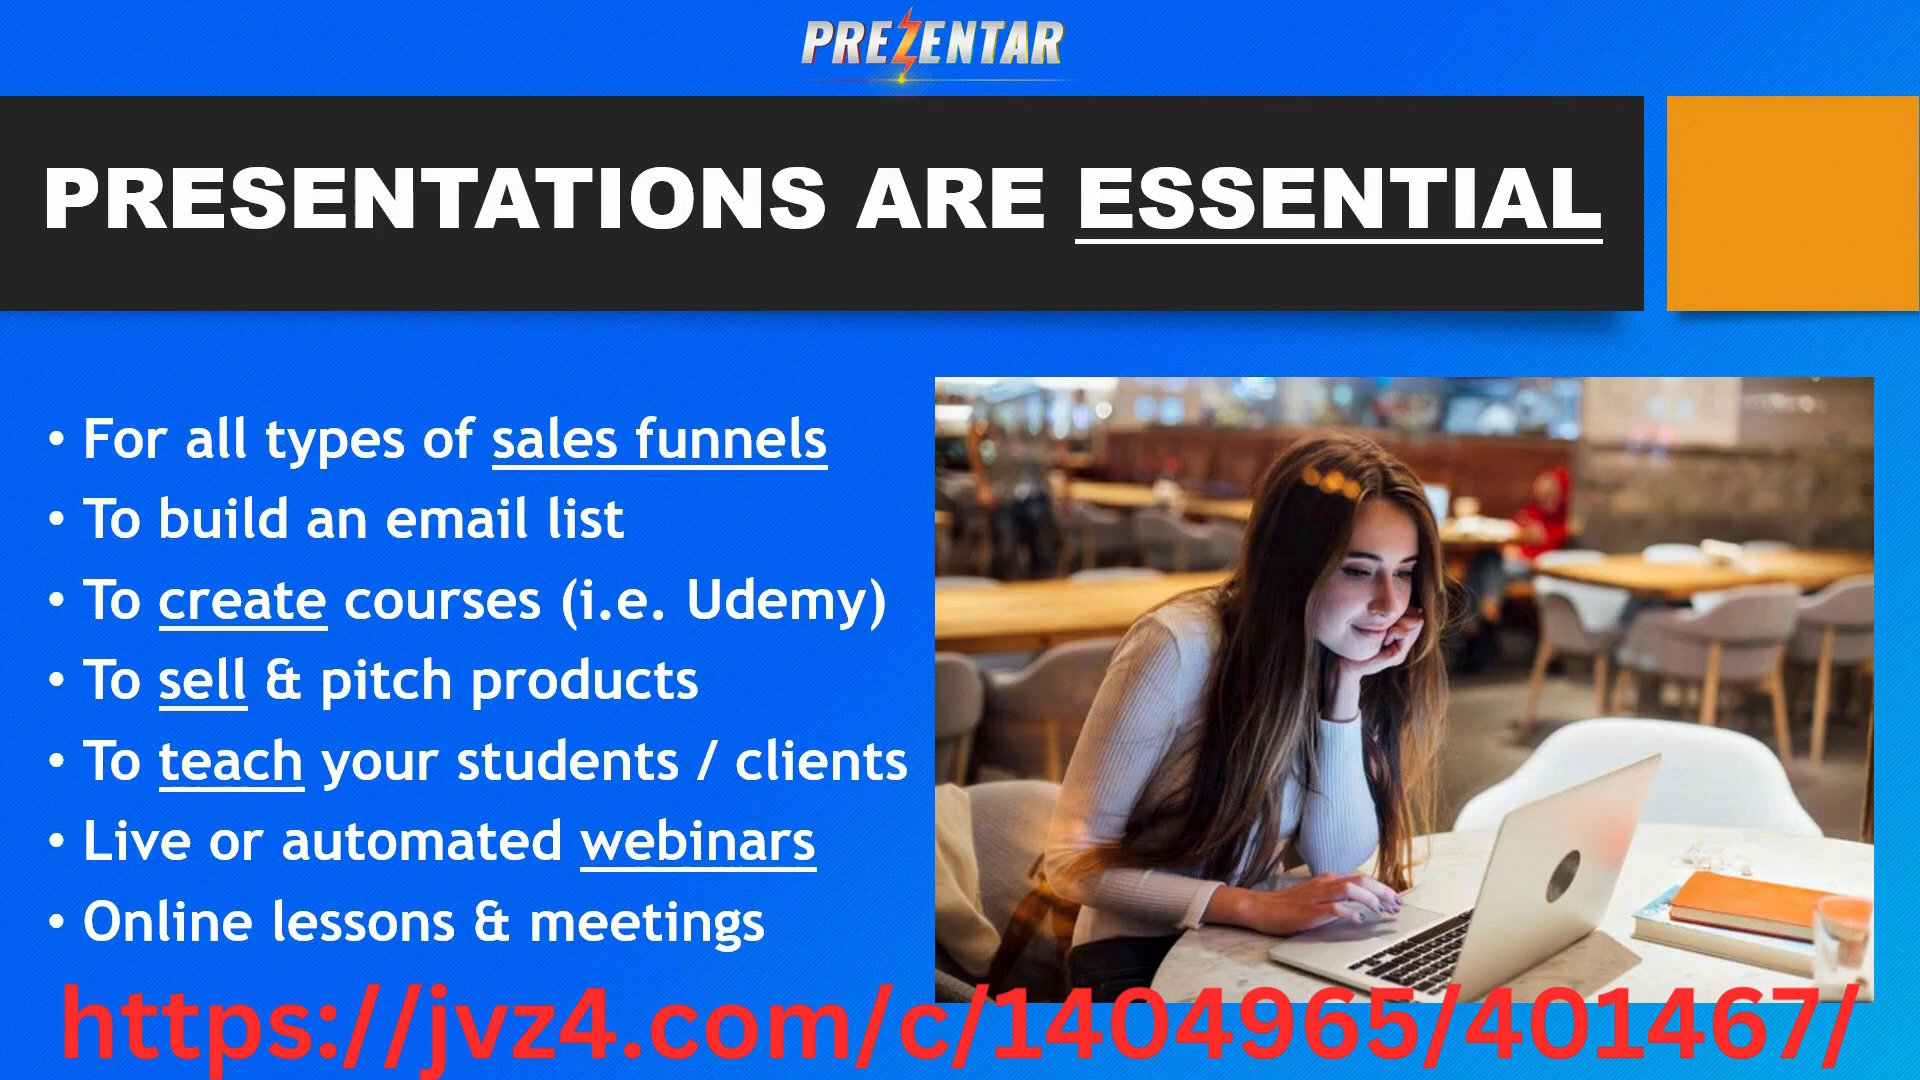 PREZENTAR
PRESENTATIONS ARE ESSENTIAL
• For all types of sales funnels
• To build an email list
• To create courses (i.e. Udemy)
• To sell & pitch products
• To teach your students / clients
• Live or automated webinars
• Online lessons & meetings
https://jvz4.com/c/1404965/401467/